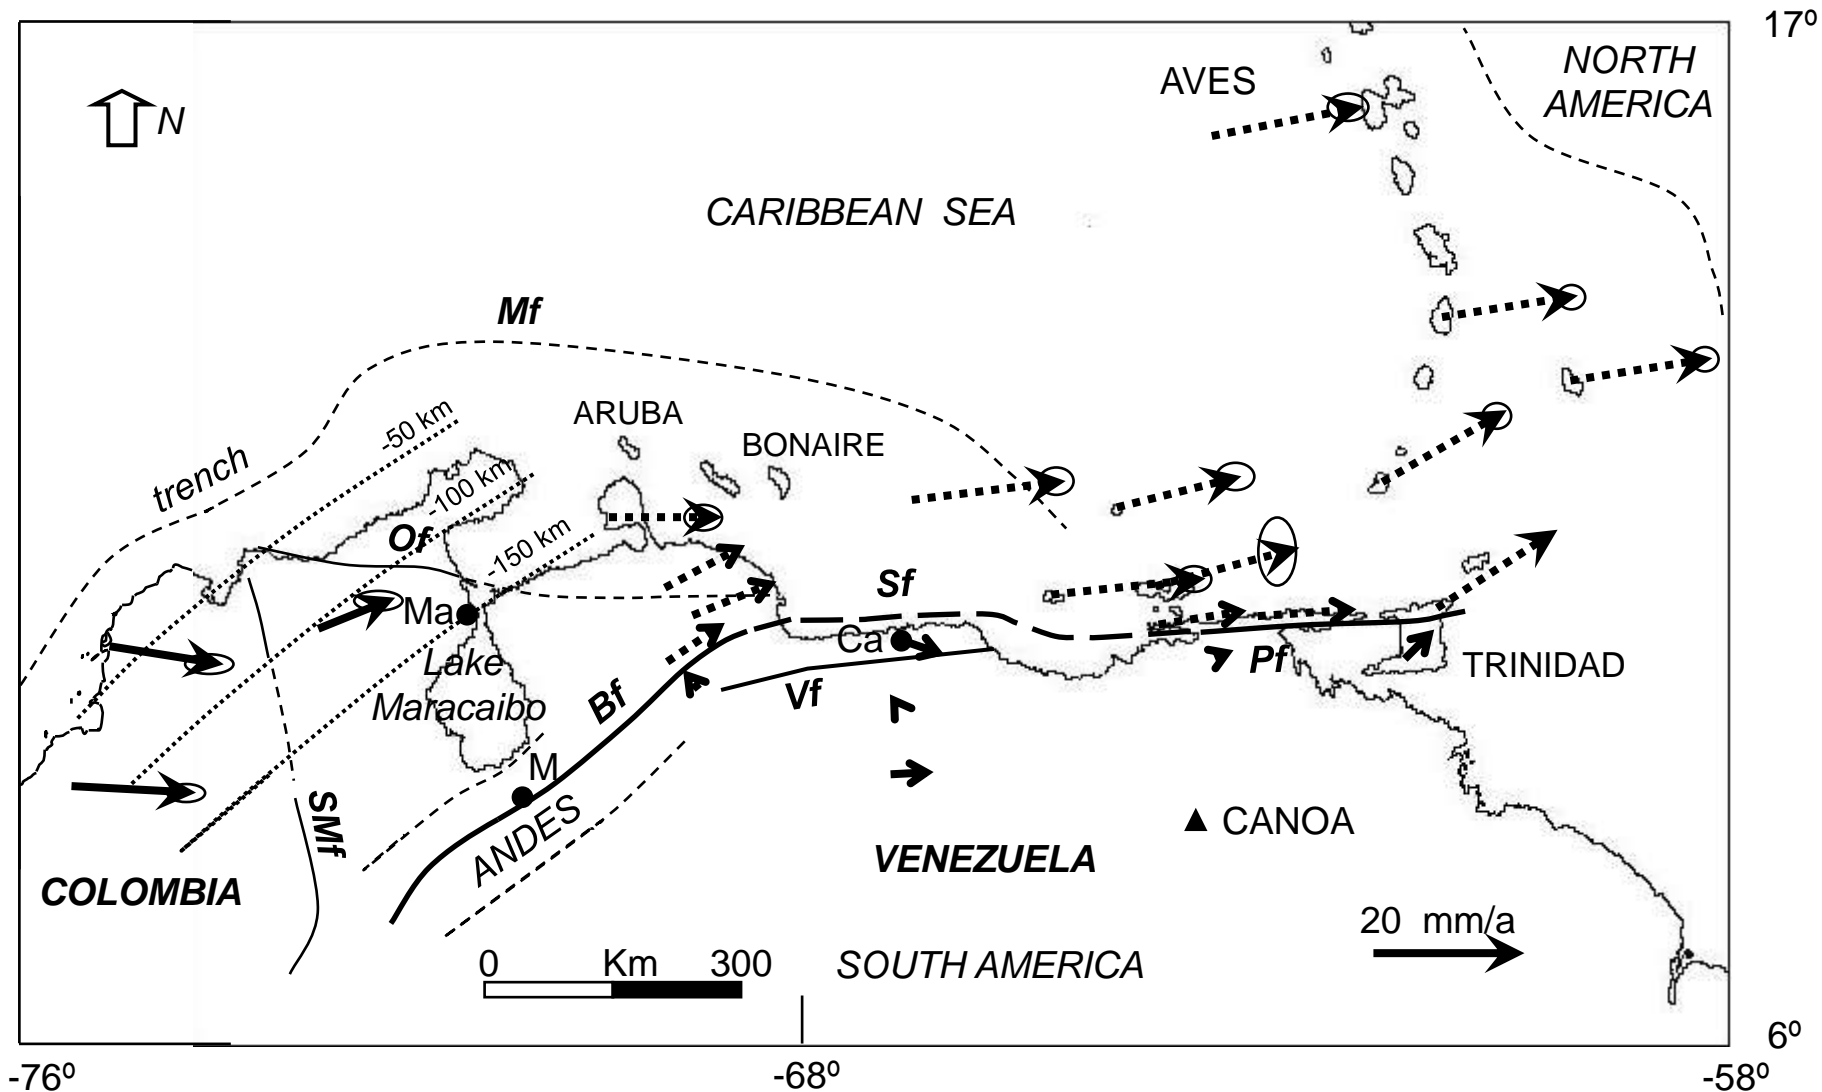 17º
NORTH
AMERICA
AVES
N
CARIBBEAN SEA
Mf
ARUBA
-50 km
BONAIRE
trench
-100 km
Of
-150 km
Sf
Ma
Ca
Lake
Maracaibo
Bf
Vf
Pf
TRINIDAD
M
SMf
ANDES
CANOA
VENEZUELA
COLOMBIA
20 mm/a
0 Km 300
SOUTH AMERICA
6º
-76º
-68º
-58º